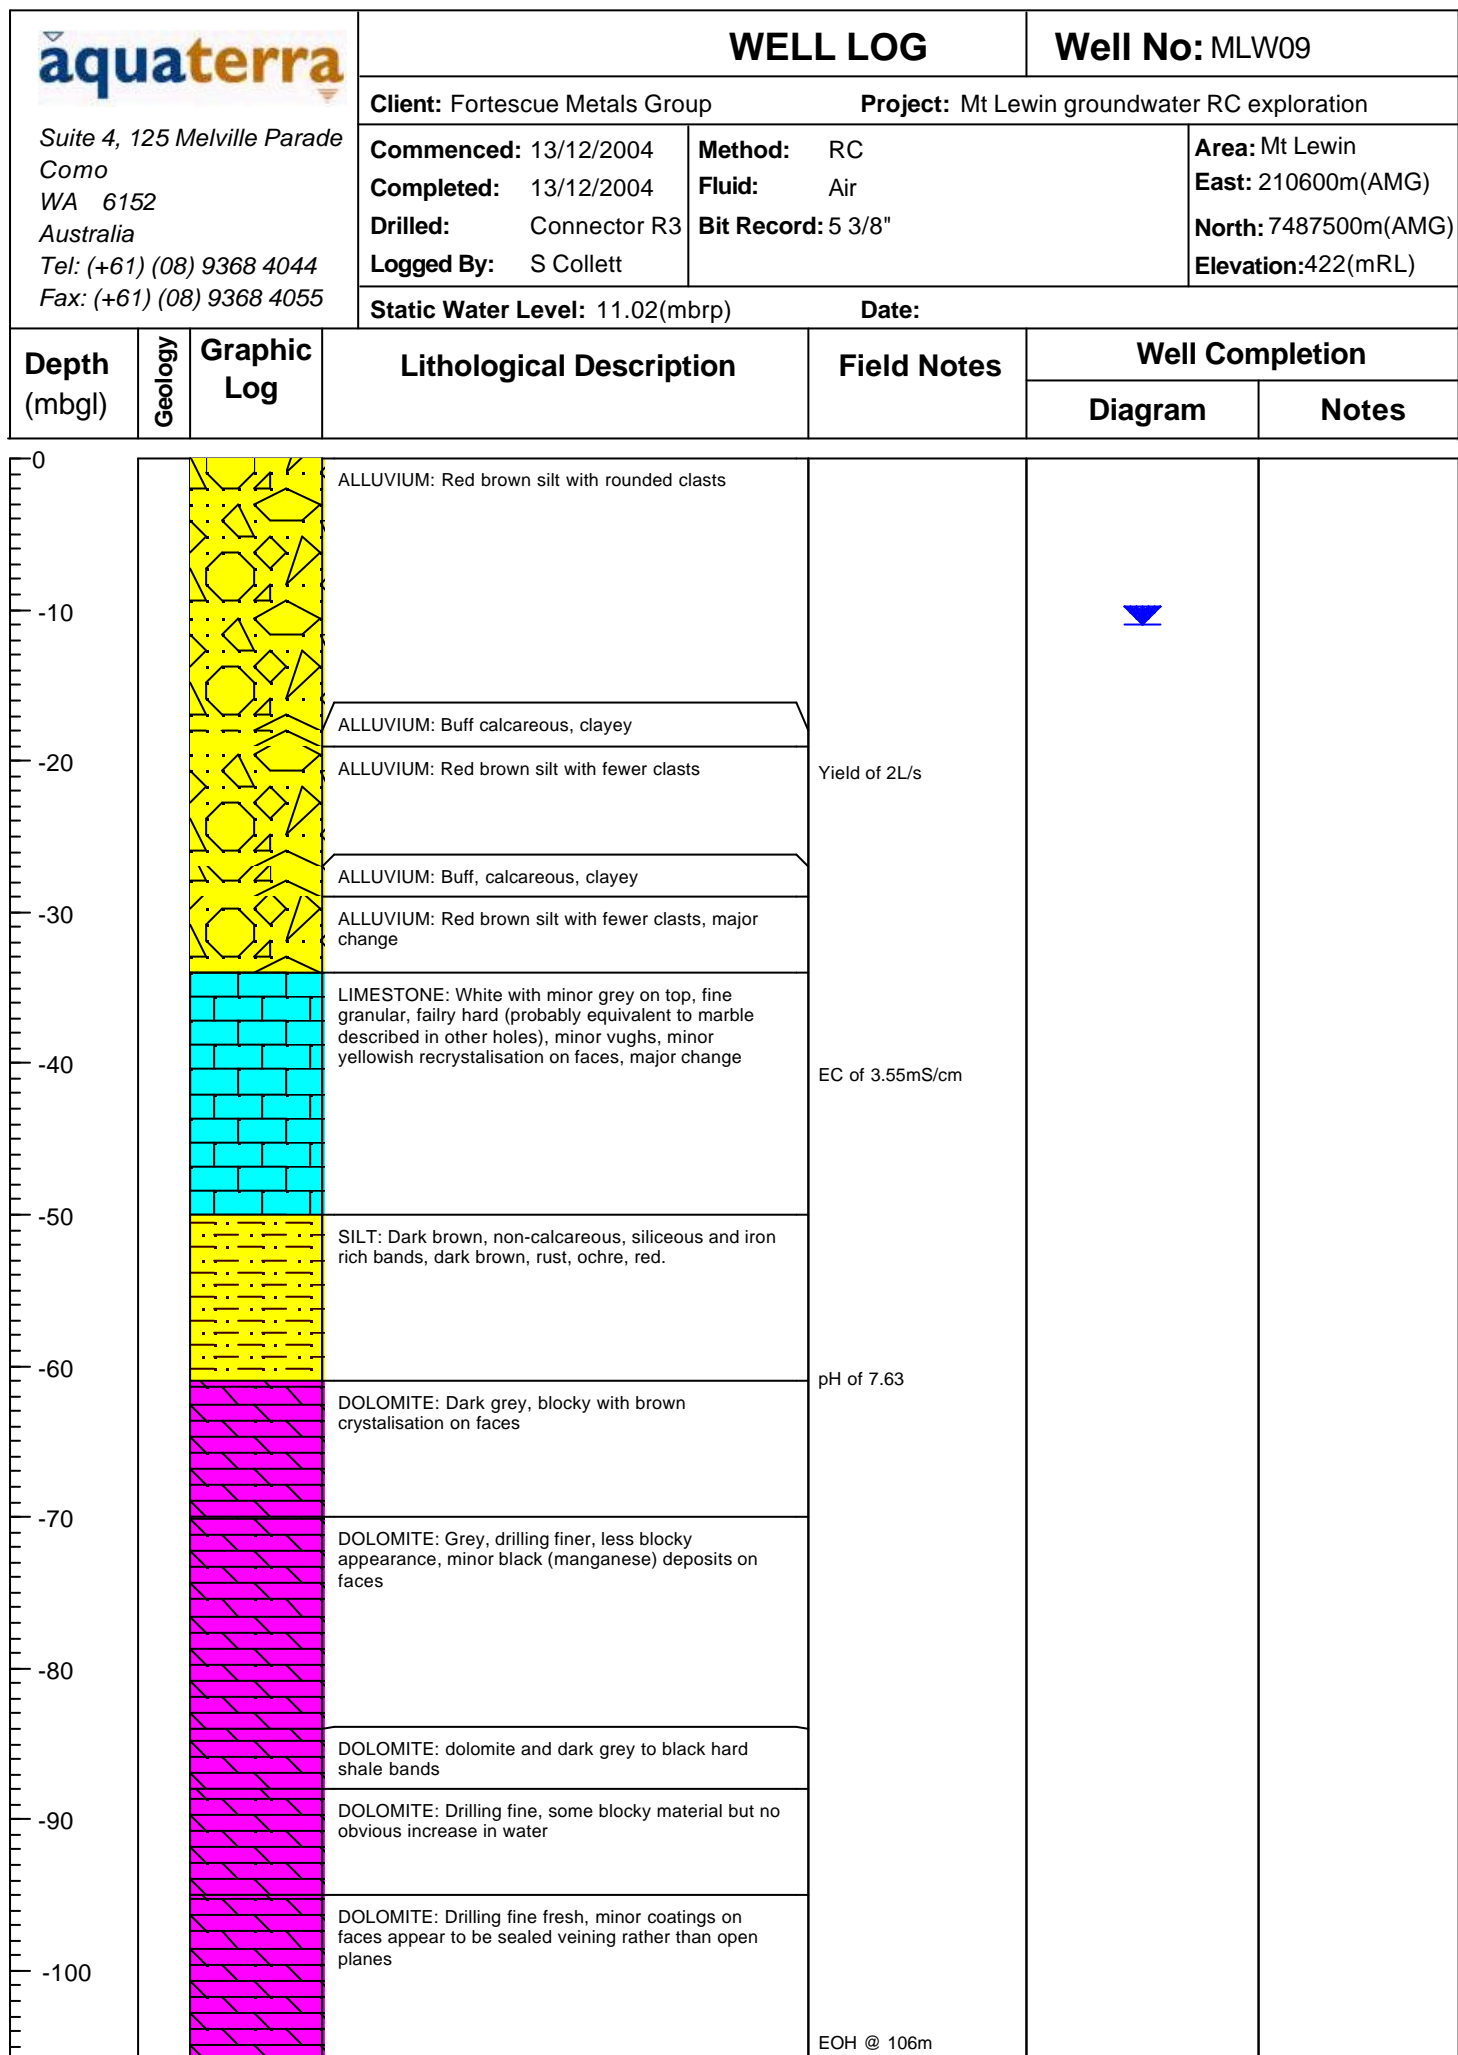 aquaterra
Suite 4, 125 Melville Parade
Como
WA 6152
Australia
Tel: (+61) (08) 9368 4044
Fax: (+61) (08) 9368 4055
WELL LOG
Well No: MLW09
Client: Fortescue Metals Group
Project: Mt Lewin groundwater RC exploration
Commenced: 13/12/2004
Completed: 13/12/2004
Drilled: Connector R3
Logged By: S Collett
Method: RC
Fluid: Air
Bit Record: 5 3/8"
Area: Mt Lewin
East: 210600m(AMG)
North: 7487500m(AMG)
Elevation: 422(mRL)
Static Water Level: 11.02(mbrp)
Date:
Depth
(mbgl)
Geology
Graphic
Log
Lithological Description
Field Notes
Well Completion
Diagram
Notes
0
ALLUVIUM: Red brown silt with rounded clasts
-10
ALLUVIUM: Buff calcareous, clayey
-20
ALLUVIUM: Red brown silt with fewer clasts
Yield of 2L/s
ALLUVIUM: Buff, calcareous, clayey
-30
ALLUVIUM: Red brown silt with fewer clasts, major
change
LIMESTONE: White with minor grey on top, fine
granular, failry hard (probably equivalent to marble
described in other holes), minor vughs, minor
yellowish recrystalisation on faces, major change
-40
EC of 3.55mS/cm
-50
SILT: Dark brown, non-calcareous, siliceous and iron
rich bands, dark brown, rust, ochre, red.
-60
pH of 7.63
DOLOMITE: Dark grey, blocky with brown
crystalisation on faces
-70
DOLOMITE: Grey, drilling finer, less blocky
appearance, minor black (manganese) deposits on
faces
-80
DOLOMITE: dolomite and dark grey to black hard
shale bands
-90
DOLOMITE: Drilling fine, some blocky material but no
obvious increase in water
DOLOMITE: Drilling fine fresh, minor coatings on
faces appear to be sealed veining rather than open
planes
-100
EOH @ 106m